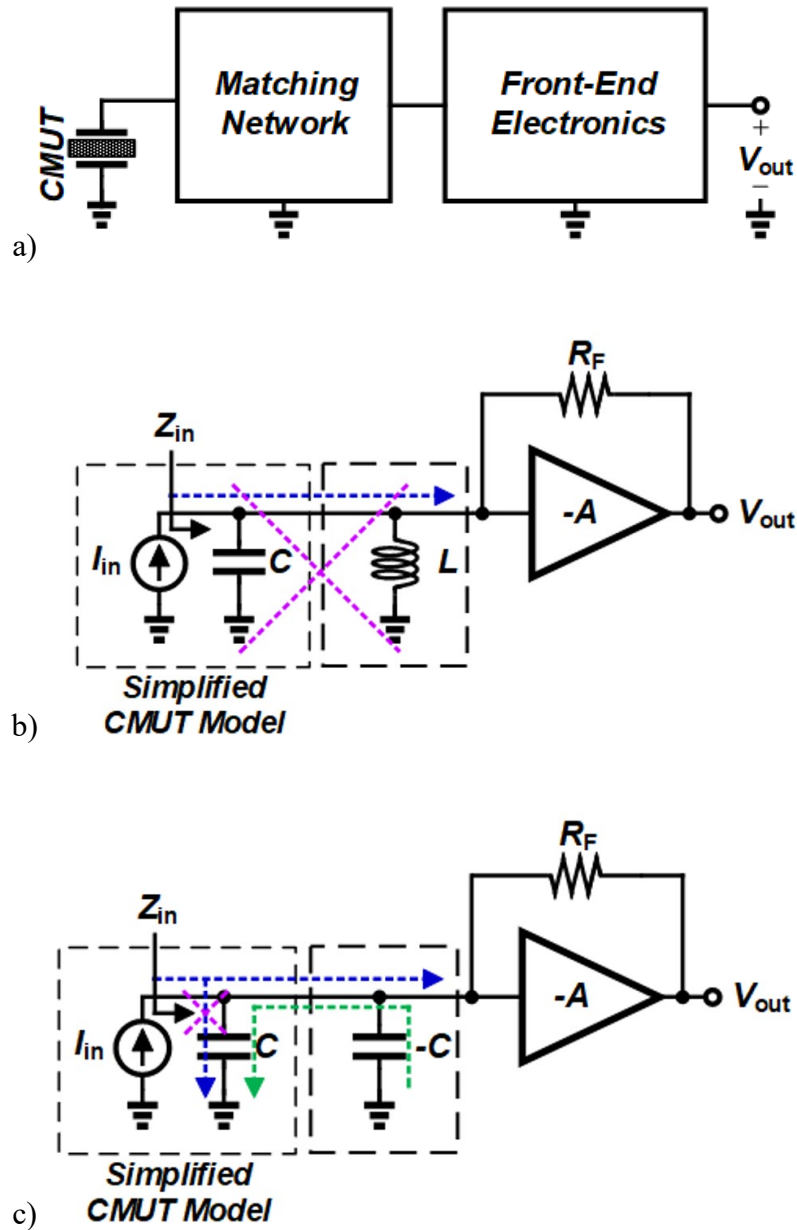 CMUT
Matching
Network
Front-End
Electronics
+
Vout
−
a)
RF
Zin
Iin
C
L
-A
Vout
Simplified
CMUT Model
b)
RF
Zin
Iin
C
-C
-A
Vout
Simplified
CMUT Model
c)